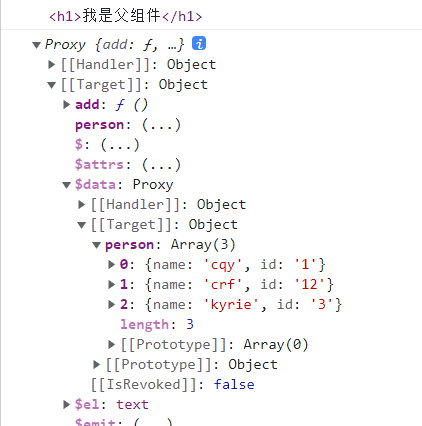 <h1>我是父组件</h1>
▼Proxy {add: ƒ, …} i
▶[[Handler]]: Object
▼[[Target]]: Object
▶add: ƒ ()
person: (...)
$: (...)
$attrs: (...)
▼$data: Proxy
▶[[Handler]]: Object
▼[[Target]]: Object
▼person: Array(3)
▶0: {name: 'cqy', id: '1'}
▶1: {name: 'crf', id: '12'}
▶2: {name: 'kyrie', id: '3'}
length: 3
▶[[Prototype]]: Array(0)
▶[[Prototype]]: Object
[[IsRevoked]]: false
▶$el: text
$emit: (...)